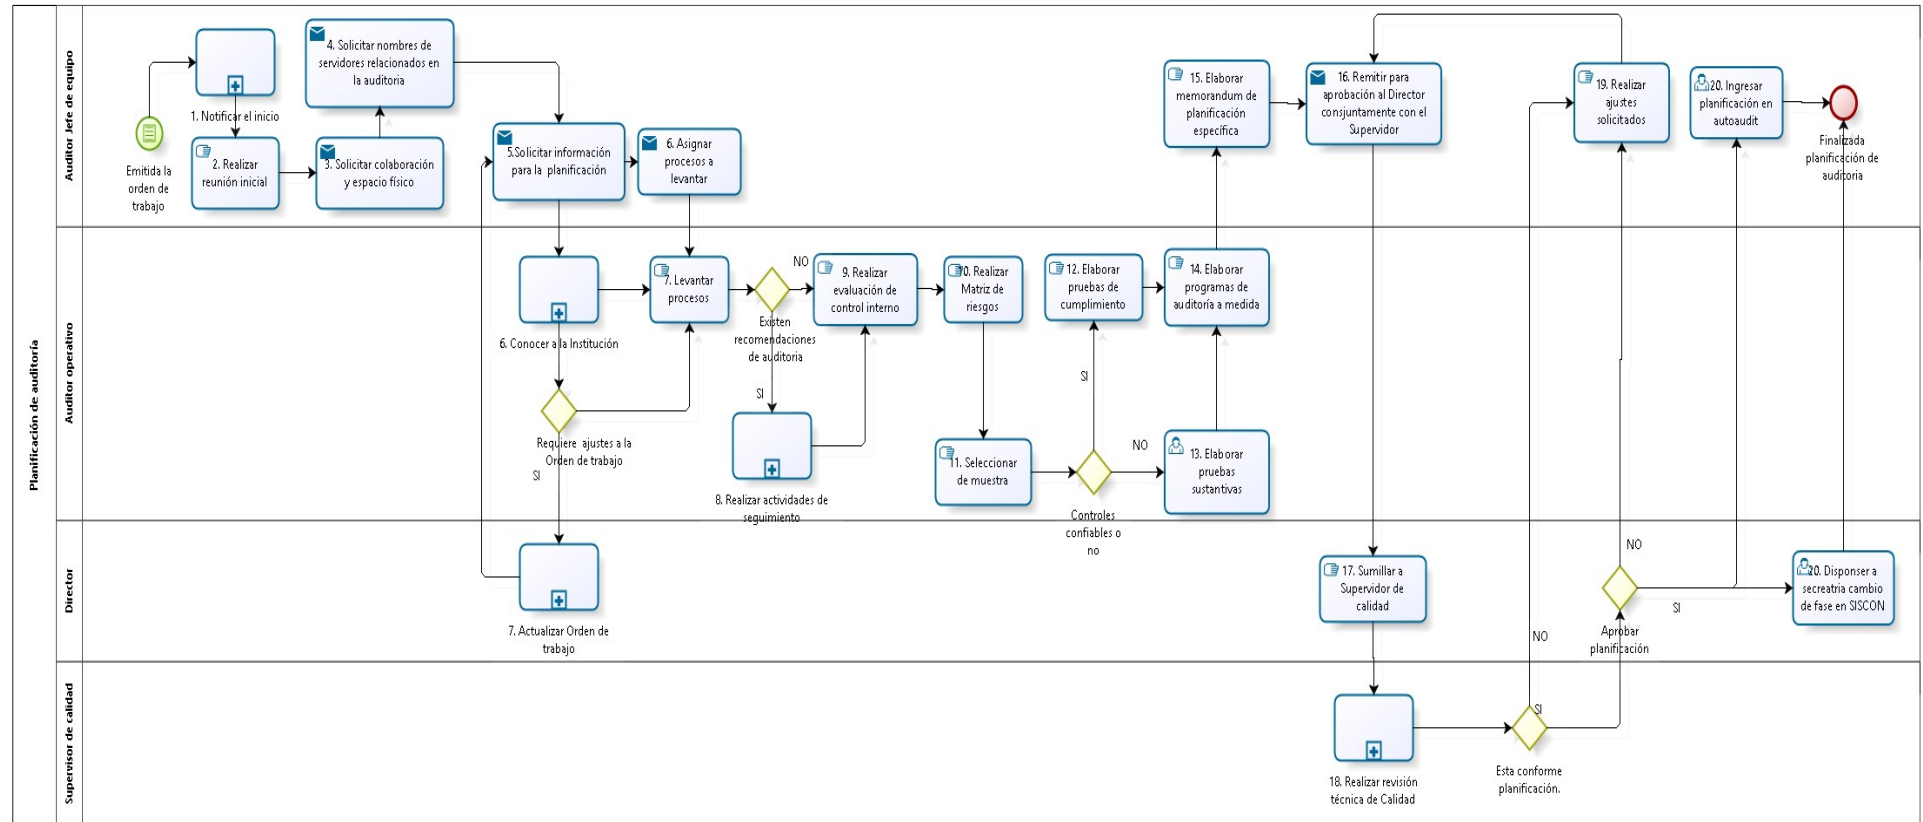 Planificación de auditoría
Auditor Jefe de equipo
Emitida la
orden de
trabajo
1. Notificar el inicio
2. Realizar
reunión inicial
3. Solicitar colaboración
y espacio físico
4. Solicitar nombres de
servidores relacionados en
la auditoria
5.Solicitar información
para la planificación
6. Asignar
procesos a
levantar
15. Elaborar
memorandum de
planificación
específica
16. Remitir para
aprobación al Director
consjuntamente con el
Supervisor
19. Realizar
ajustes
solicitados
20. Ingresar
planificación en
autoaudit
Finalizada
planificación de
auditoria
Auditor operativo
6. Conocer a la Institución
7. Levantar
procesos
Existen
recomendaciones
de auditoria
NO
SI
9. Realizar
evaluación de
control interno
10. Realizar
Matriz de
riesgos
12. Elaborar
pruebas de
cumplimiento
14. Elaborar
programas de
auditoría a medida
Requiere ajustes a la
Orden de trabajo
SI
8. Realizar actividades de
seguimiento
11. Seleccionar
de muestra
SI
NO
Controles
confiables o
no
13. Elaborar
pruebas
sustantivas
Director
7. Actualizar Orden de
trabajo
17. Sumillar a
Supervidor de
calidad
NO
Aprobar
planificación
SI
20. Disponser a
secreatria cambio
de fase en SISCON
Supervisor de calidad
18. Realizar revisión
técnica de Calidad
NO
SI
Esta conforme
planificación.